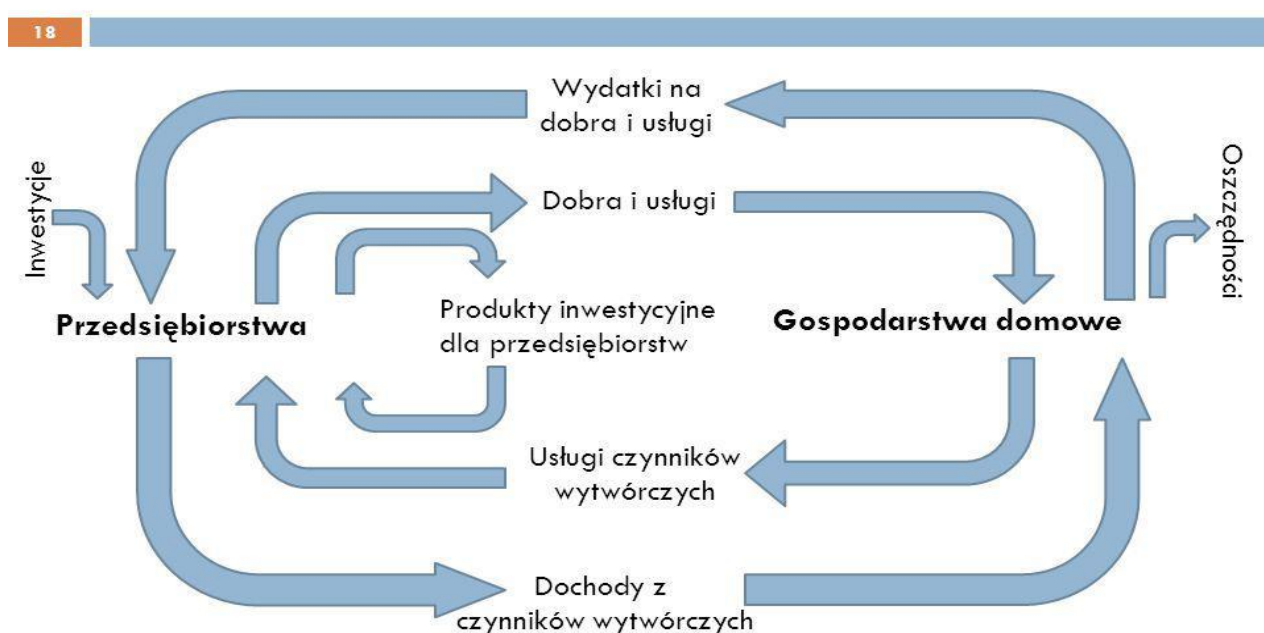 18
Wydatki na
dobra i usługi
Inwestycje
Oszczędności
Dobra i usługi
Przedsiębiorstwa
Produkty inwestycyjne
dla przedsiębiorstw
Gospodarstwa domowe
Usługi czynników
wytwórczych
Dochody z
czynników wytwórczych